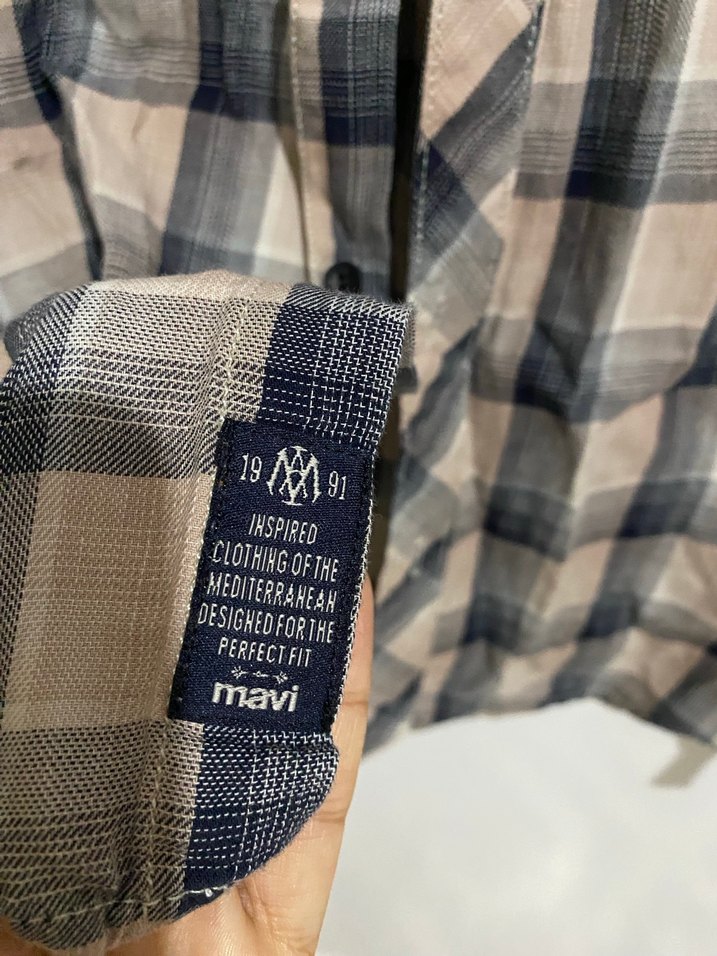 19 91
INSPIRED
CLOTHING OF THE
MEDITERRANEAN
DESIGNED FOR THE
PERFECT FIT
mavi